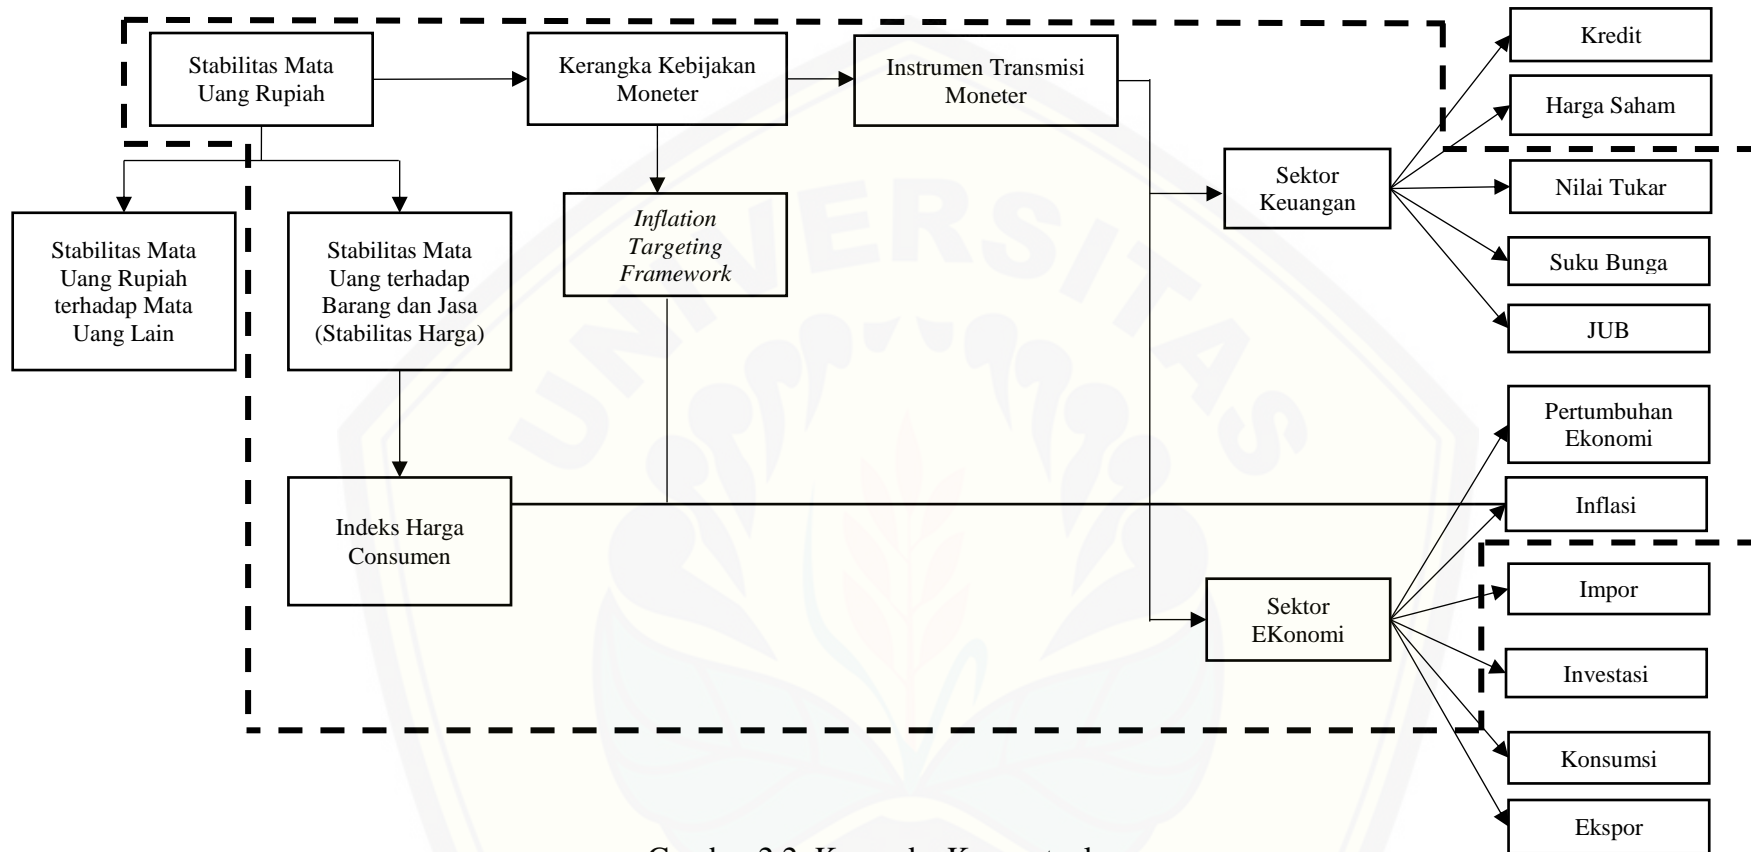 Stabilitas Mata
Uang Rupiah
Kerangka Kebijakan
Moneter
Instrumen Transmisi
Moneter
Kredit
Harga Saham
Sektor
Keuangan
Nilai Tukar
Suku Bunga
JUB
Stabilitas Mata
Uang Rupiah
terhadap Mata
Uang Lain
Stabilitas Mata
Uang terhadap
Barang dan Jasa
(Stabilitas Harga)
Inflation
Targeting
Framework
Indeks Harga
Consumen
Pertumbuhan
Ekonomi
Inflasi
Sektor
EKonomi
Impor
Investasi
Konsumsi
Ekspor
UNIVERSITAS